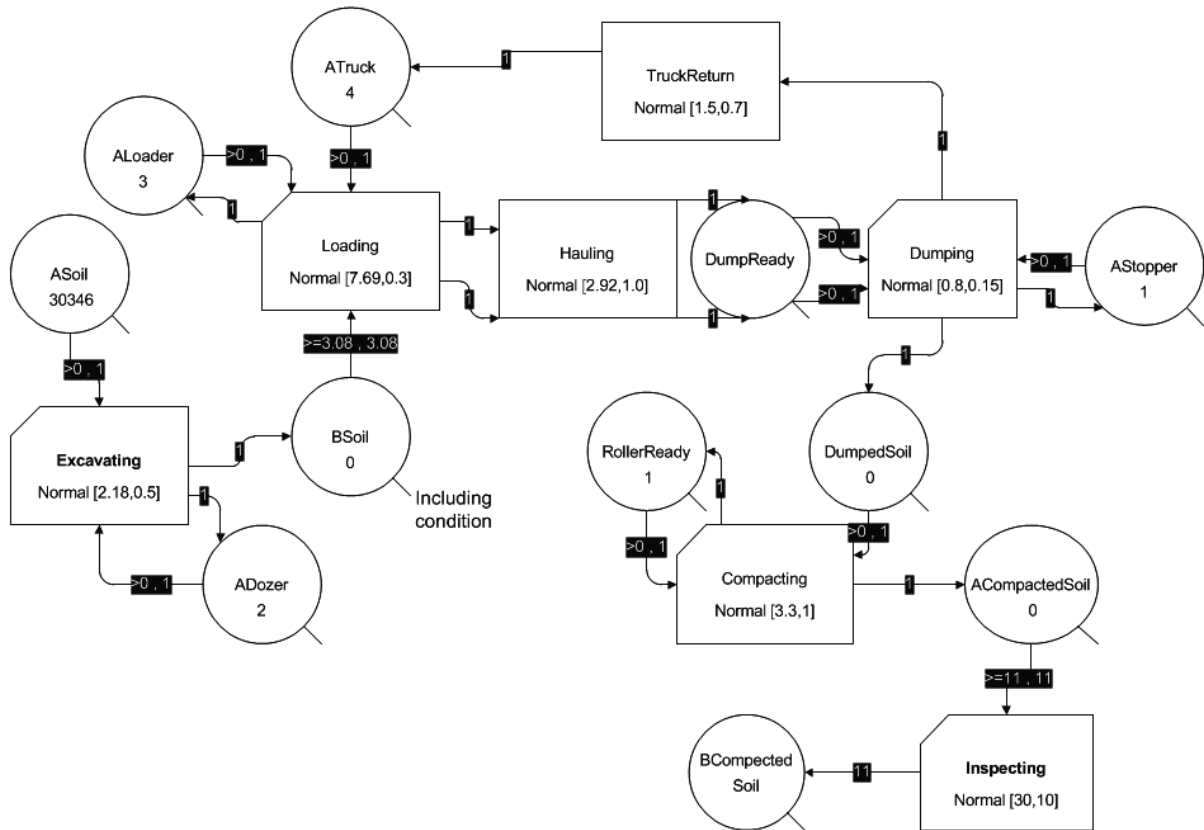 ATruck
4
1
TruckReturn
Normal [1.5,0.7]
1
ALoader
3
>0 , 1
>0 , 1
1
ASoil
30346
Loading
Normal [7.69,0.3]
1
1
Hauling
Normal [2.92,1.0]
1
1
DumpReady
>0 , 1
>0 , 1
Dumping
Normal [0.8,0.15]
>0 , 1
1
AStopper
1
>0 , 1
>=3.08 , 3.08
1
Excavating
Normal [2.18,0.5]
1
1
BSoil
0
Including
condition
>0 , 1
ADozer
2
RollerReady
1
1
DumpedSoil
0
>0 , 1
>0 , 1
Compacting
Normal [3.3,1]
1
ACompactedSoil
0
>=11 , 11
BCompected
Soil
11
Inspecting
Normal [30,10]